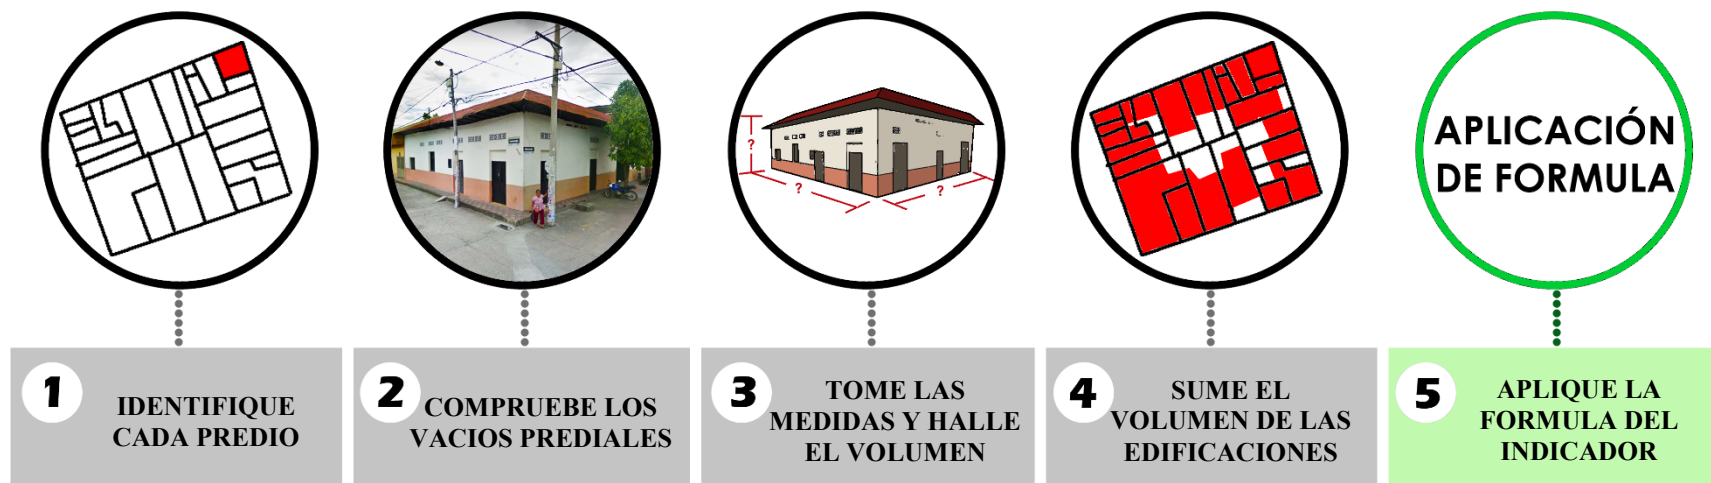 ?
?
?
APLICACIÓN
DE FORMULA
1
IDENTIFIQUE
CADA PREDIO
2
COMPRUEBE LOS
VACIOS PREDIALES
3
TOME LAS
MEDIDAS Y HALLE
EL VOLUMEN
4
SUME EL
VOLUMEN DE LAS
EDIFICACIONES
5
APLIQUE LA
FORMULA DEL
INDICADOR